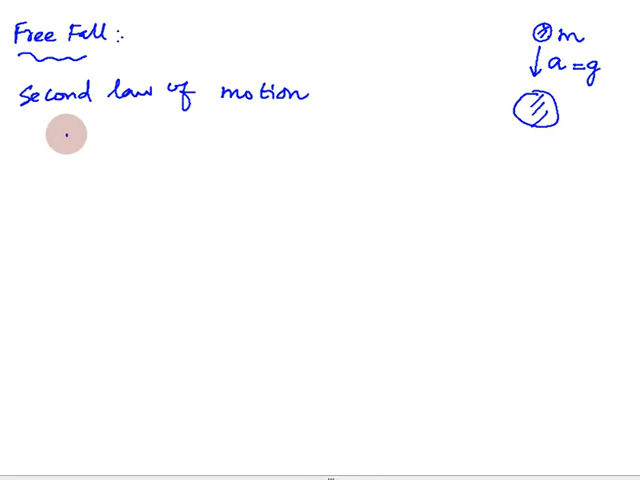 Free Fall :
m
a = g
Second law of motion